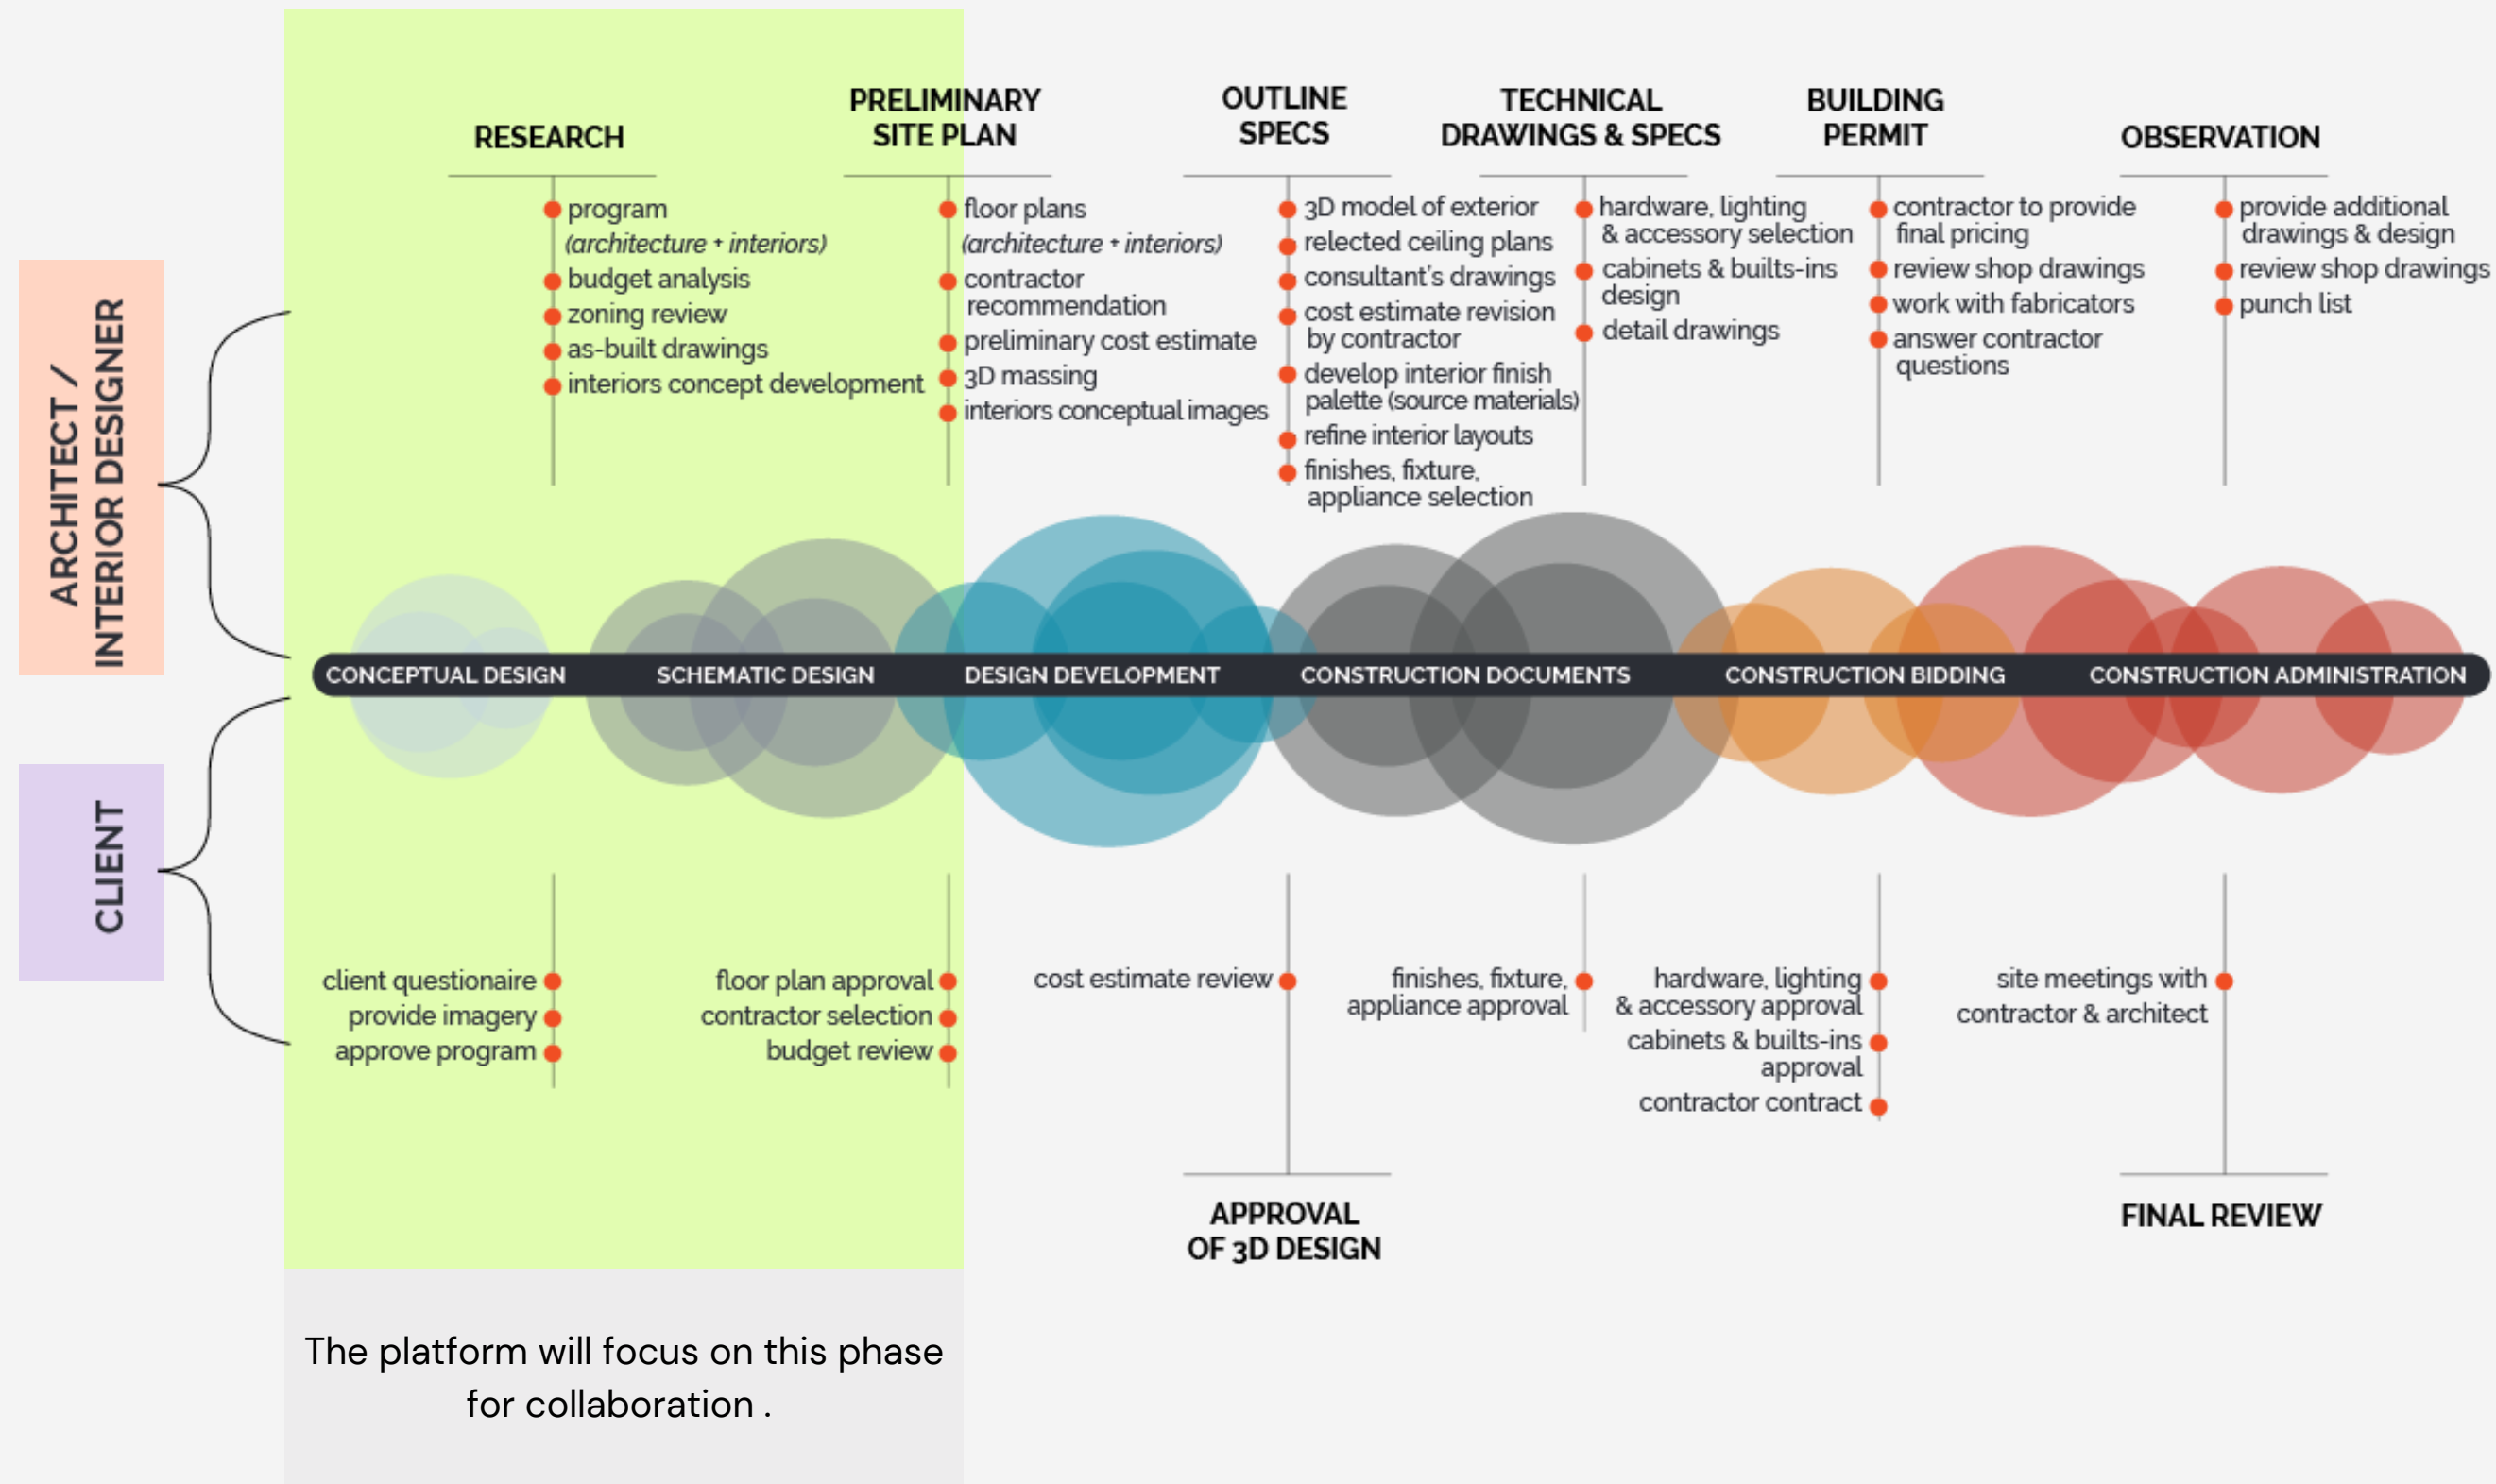 ARCHITECT /
INTERIOR DESIGNER
CLIENT
RESEARCH
program
(architecture + interiors)
budget analysis
zoning review
as-built drawings
interiors concept development
PRELIMINARY
SITE PLAN
floor plans
(architecture + interiors)
contractor
recommendation
preliminary cost estimate
3D massing
interiors conceptual images
OUTLINE
SPECS
3D model of exterior
relected ceiling plans
consultant's drawings
cost estimate revision
by contractor
develop interior finish
palette (source materials)
refine interior layouts
finishes, fixture,
appliance selection
TECHNICAL
DRAWINGS & SPECS
hardware, lighting
& accessory selection
cabinets & builts-ins
design
detail drawings
BUILDING
PERMIT
contractor to provide
final pricing
review shop drawings
work with fabricators
answer contractor
questions
OBSERVATION
provide additional
drawings & design
review shop drawings
punch list
CONCEPTUAL DESIGN
SCHEMATIC DESIGN
DESIGN DEVELOPMENT
CONSTRUCTION DOCUMENTS
CONSTRUCTION BIDDING
CONSTRUCTION ADMINISTRATION
client questionaire
provide imagery
approve program
floor plan approval
contractor selection
budget review
cost estimate review
APPROVAL
OF 3D DESIGN
finishes, fixture,
appliance approval
hardware, lighting
& accessory approval
cabinets & builts-ins
approval
contractor contract
site meetings with
contractor & architect
FINAL REVIEW
The platform will focus on this phase
for collaboration .